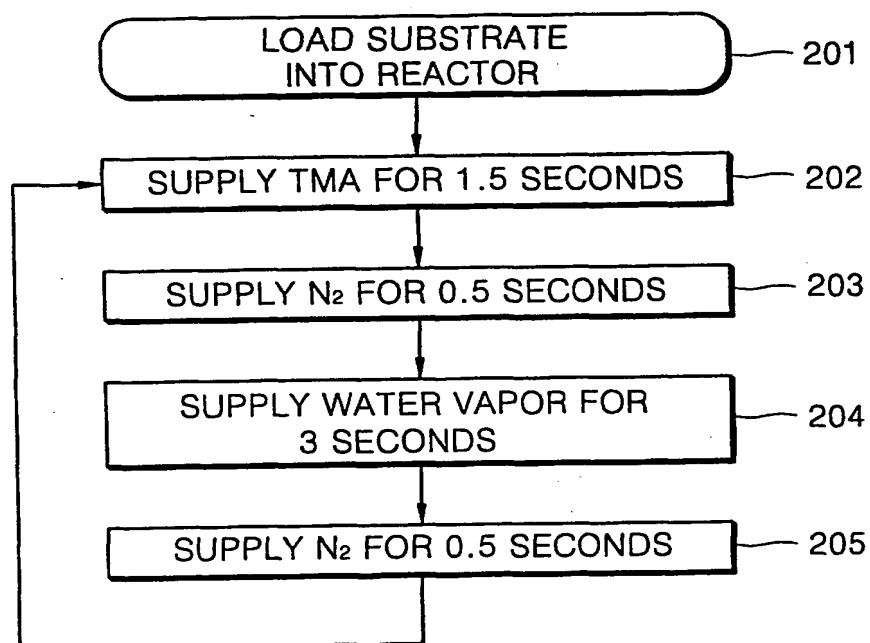 LOAD SUBSTRATE
INTO REACTOR
201
SUPPLY TMA FOR 1.5 SECONDS
202
SUPPLY N₂ FOR 0.5 SECONDS
203
SUPPLY WATER VAPOR FOR
3 SECONDS
204
SUPPLY N₂ FOR 0.5 SECONDS
205